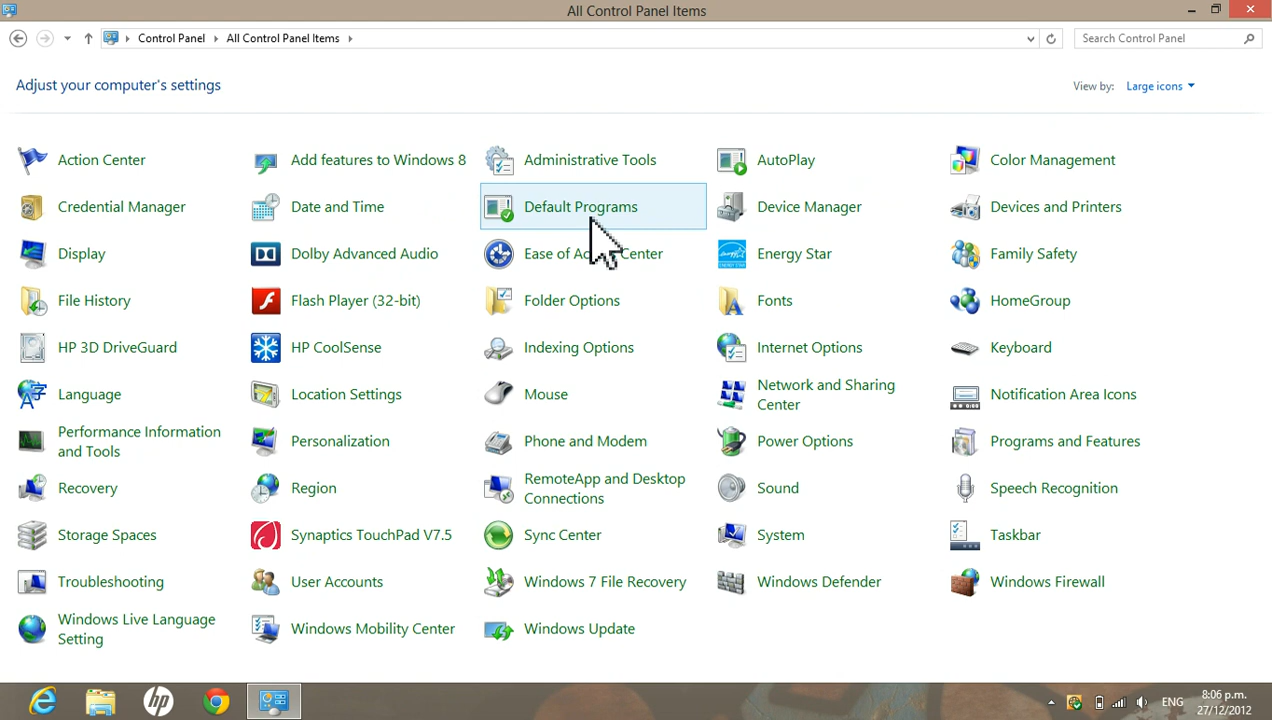 All Control Panel Items
Control Panel
All Control Panel Items
Search Control Panel
Adjust your computer's settings
View by: Large icons
Action Center
Add features to Windows 8
Administrative Tools
AutoPlay
Color Management
Credential Manager
Date and Time
Default Programs
Device Manager
Devices and Printers
Display
Dolby Advanced Audio
Ease of Center
Energy Star
Family Safety
File History
Flash Player (32-bit)
Folder Options
Fonts
HomeGroup
HP 3D DriveGuard
HP CoolSense
Indexing Options
Internet Options
Keyboard
Language
Location Settings
Mouse
Network and Sharing
Center
Notification Area Icons
Performance Information
and Tools
Personalization
Phone and Modem
Power Options
Programs and Features
Recovery
Region
RemoteApp and Desktop
Connections
Sound
Speech Recognition
Storage Spaces
Synaptics TouchPad V7.5
Sync Center
System
Taskbar
Troubleshooting
User Accounts
Windows 7 File Recovery
Windows Defender
Windows Firewall
Windows Live Language
Setting
Windows Mobility Center
Windows Update
hp
ENG
8:06 p.m.
27/12/2012